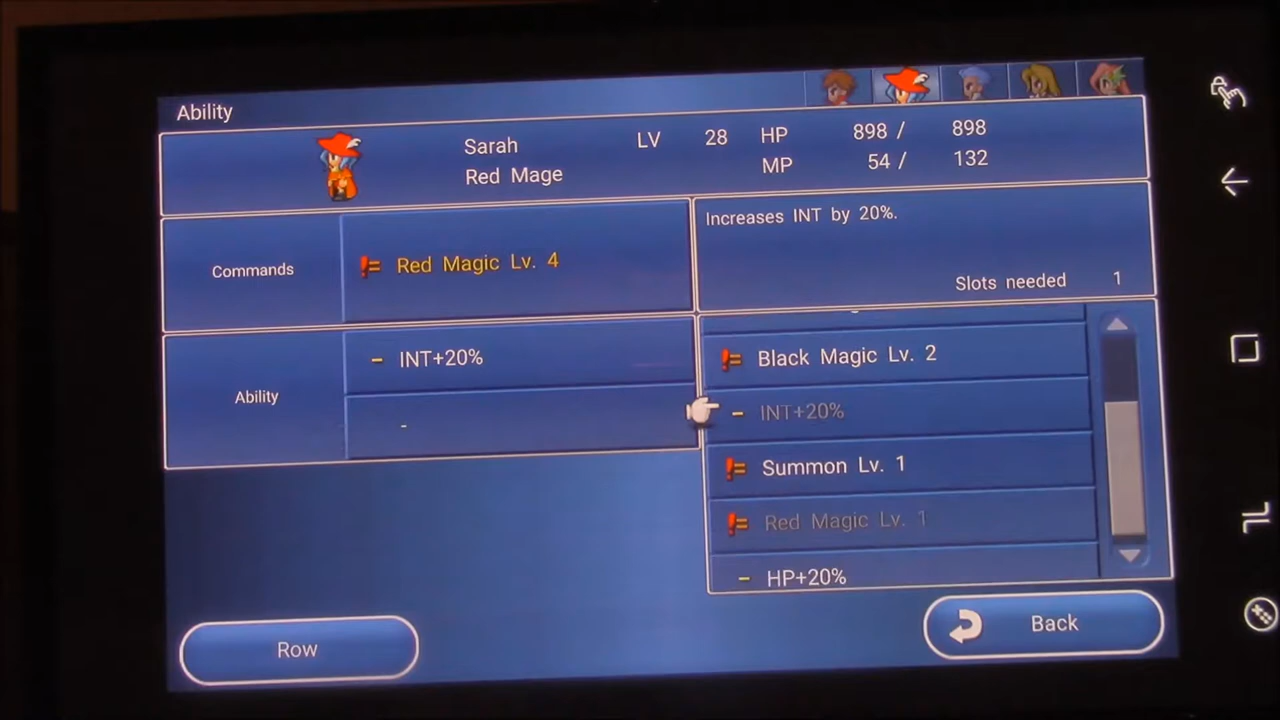 Ability
Sarah LV 28 HP 898 / 898
Red Mage MP 54 / 132
Commands
Red Magic Lv. 4
Increases INT by 20%.
Slots needed 1
Ability
INT+20%
-
Black Magic Lv. 2
INT+20%
Summon Lv. 1
Red Magic Lv. 1
HP+20%
Row
Back